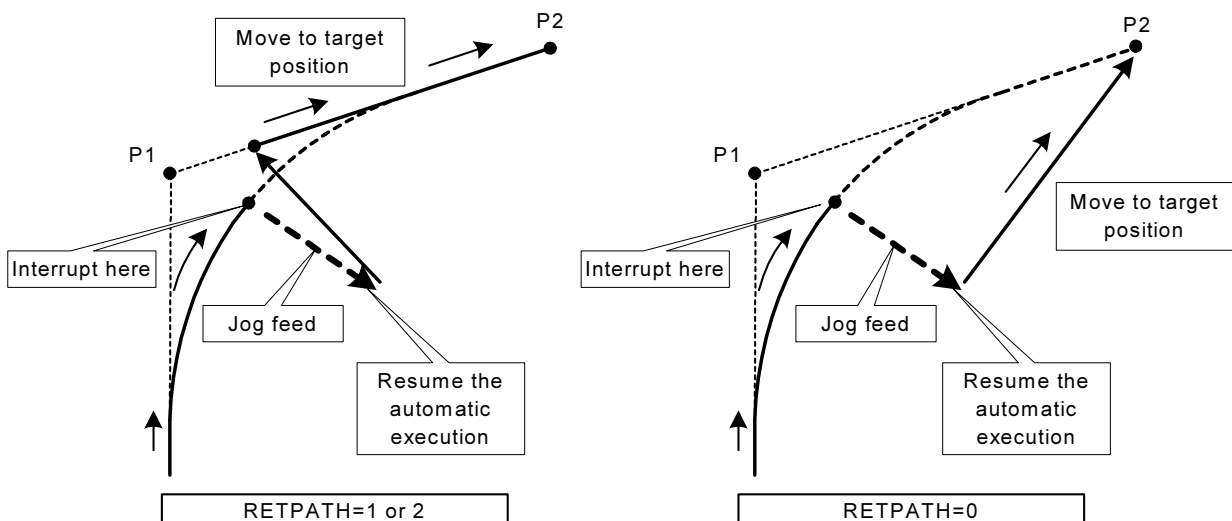 P2
Move to target
position
P1
Interrupt here
Jog feed
Resume the
automatic
execution
RETPATH=1 or 2
P2
P1
Move to target
position
Interrupt here
Jog feed
Resume the
automatic
execution
RETPATH=0